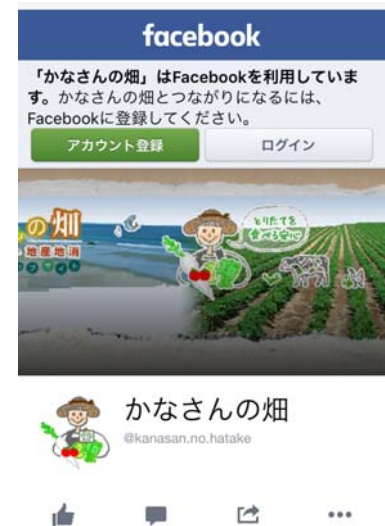 facebook
「かなさんの畑」はFacebookを利用していま
す。かなさんの畑とつながりになるには、
Facebookに登録してください。
アカウント登録
ログイン
の畑
地産地消
とりたてを
食べる安心
かなさんの畑
@kanasan.no.hatake